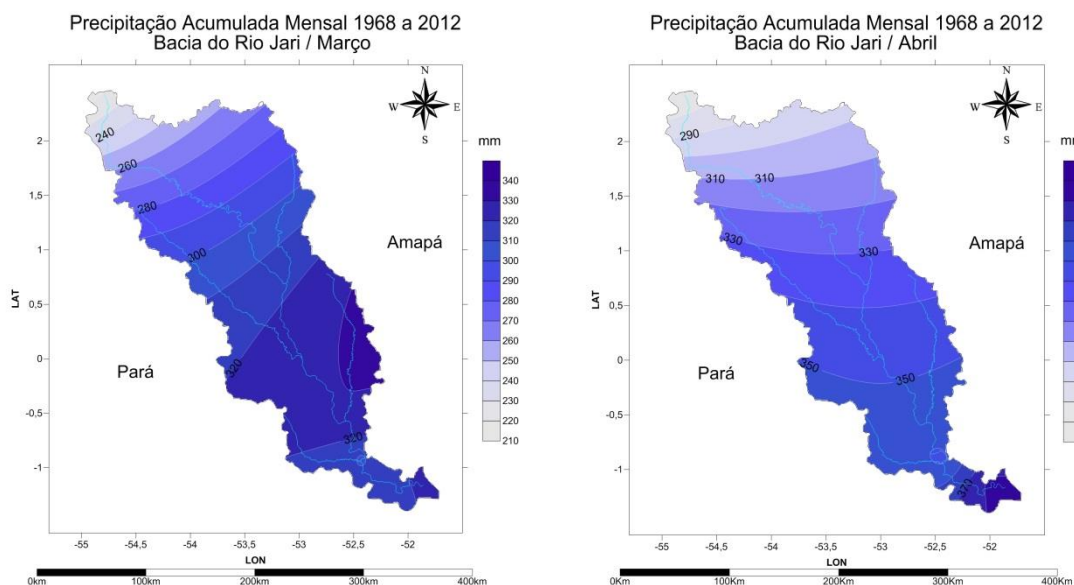 Precipitação Acumulada Mensal 1968 a 2012
Bacia do Rio Jari / Março
N
W
E
S
mm
240
260
280
300
320
320
Amapá
Pará
2
1,5
1
0,5
0
-0,5
-1
LAT
340
330
320
310
300
290
280
270
260
250
240
230
220
210
-55
-54,5
-54
-53,5
-53
-52,5
-52
LON
0Km
100Km
200Km
300Km
400Km
Precipitação Acumulada Mensal 1968 a 2012
Bacia do Rio Jari / Abril
N
W
E
S
mm
290
310
310
330
330
350
350
370
Amapá
Pará
2
1,5
1
0,5
0
-0,5
-1
LAT
-55
-54,5
-54
-53,5
-53
-52,5
-52
LON
0Km
100Km
200Km
300Km
400Km